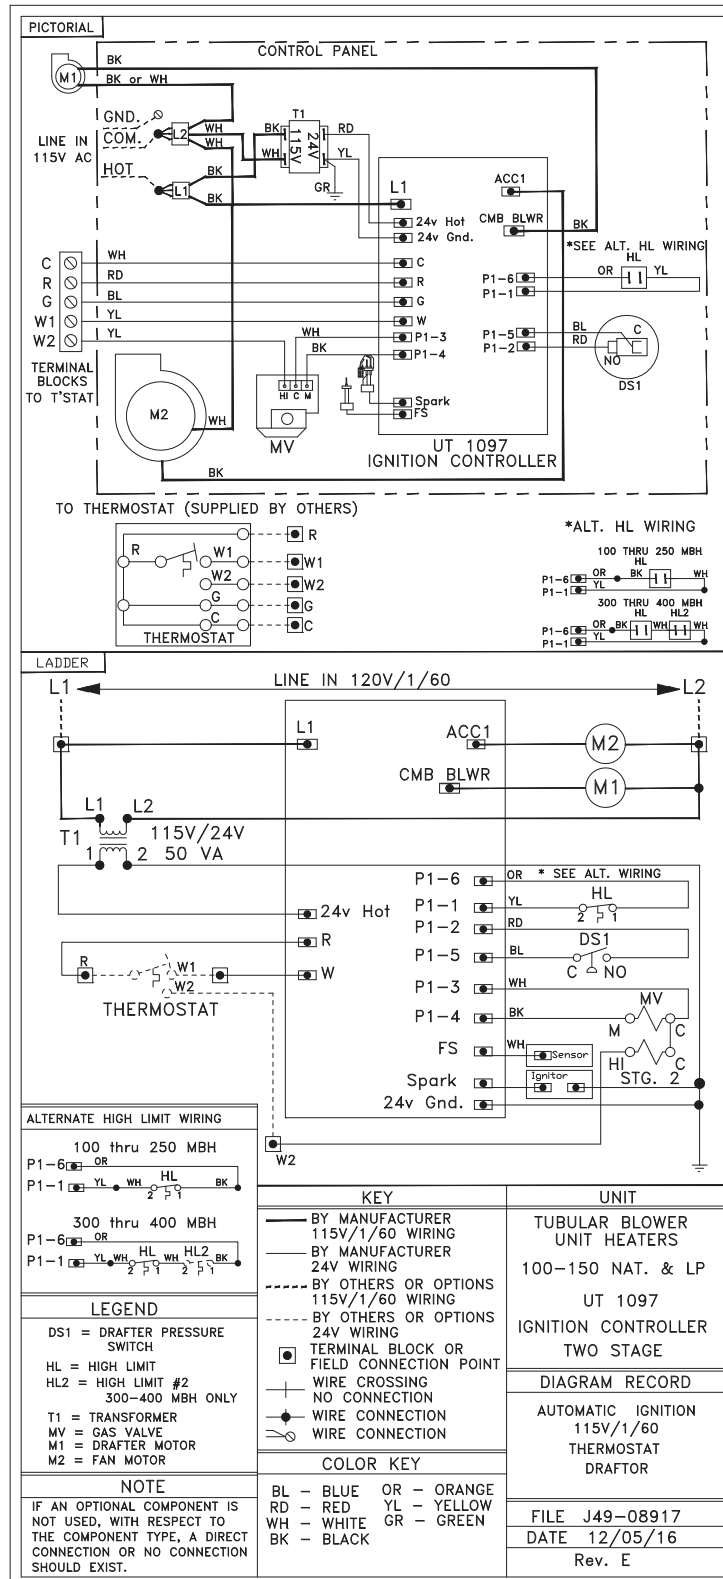 PICTORIAL
CONTROL PANEL
M1
BK
BK or WH
GND.
COM.
LINE IN
115V AC
HOT
L2
WH
WH
L1
BK
BK
T1
BK
WH
115V
24V
RD
YL
GR
L1
24v Hot
24v Gnd.
ACC1
CMB BLWR
BK
*SEE ALT. HL WIRING
HL
OR
YL
P1-6
P1-1
P1-5
P1-2
BL
RD
C
NO
DS1
C
WH
C
R
RD
R
G
BL
G
W1
YL
W
W2
YL
WH
P1-3
BK
P1-4
TERMINAL
BLOCKS
TO T'STAT
M2
WH
BK
HI C M
MV
Spark
FS
UT 1097
IGNITION CONTROLLER
TO THERMOSTAT (SUPPLIED BY OTHERS)
R
R
W1
W1
W2
W2
G
G
C
C
THERMOSTAT
*ALT. HL WIRING
100 THRU 250 MBH
HL
P1-6
OR
BK
WH
P1-1
YL
300 THRU 400 MBH
HL
HL2
P1-6
OR
BK
WH
WH
P1-1
YL
LADDER
L1
LINE IN 120V/1/60
L2
L1
ACC1
M2
CMB BLWR
M1
L1
L2
T1
115V/24V
1
2
50 VA
P1-6
OR
* SEE ALT. WIRING
24v Hot
P1-1
YL
HL
2
1
R
P1-2
RD
DS1
R
W1
W
P1-5
BL
C
NO
W2
THERMOSTAT
P1-3
WH
MV
P1-4
BK
M
C
FS
WH
Sensor
HI
C
STG. 2
Spark
Ignitor
24v Gnd.
W2
ALTERNATE HIGH LIMIT WIRING
100 thru 250 MBH
P1-6
OR
P1-1
YL
WH
HL
2
1
BK
300 thru 400 MBH
P1-6
OR
P1-1
YL
WH
HL
2
1
WH
HL2
2
1
BK
LEGEND
DS1 = DRAFTER PRESSURE
SWITCH
HL = HIGH LIMIT
HL2 = HIGH LIMIT #2
300-400 MBH ONLY
T1 = TRANSFORMER
MV = GAS VALVE
M1 = DRAFTER MOTOR
M2 = FAN MOTOR
NOTE
IF AN OPTIONAL COMPONENT IS
NOT USED, WITH RESPECT TO
THE COMPONENT TYPE, A DIRECT
CONNECTION OR NO CONNECTION
SHOULD EXIST.
KEY
BY MANUFACTURER
115V/1/60 WIRING
BY MANUFACTURER
24V WIRING
BY OTHERS OR OPTIONS
115V/1/60 WIRING
BY OTHERS OR OPTIONS
24V WIRING
TERMINAL BLOCK OR
FIELD CONNECTION POINT
WIRE CROSSING
NO CONNECTION
WIRE CONNECTION
WIRE CONNECTION
COLOR KEY
BL - BLUE OR - ORANGE
RD - RED YL - YELLOW
WH - WHITE GR - GREEN
BK - BLACK
UNIT
TUBULAR BLOWER
UNIT HEATERS
100-150 NAT. & LP
UT 1097
IGNITION CONTROLLER
TWO STAGE
DIAGRAM RECORD
AUTOMATIC IGNITION
115V/1/60
THERMOSTAT
DRAFTOR
FILE J49-08917
DATE 12/05/16
Rev. E